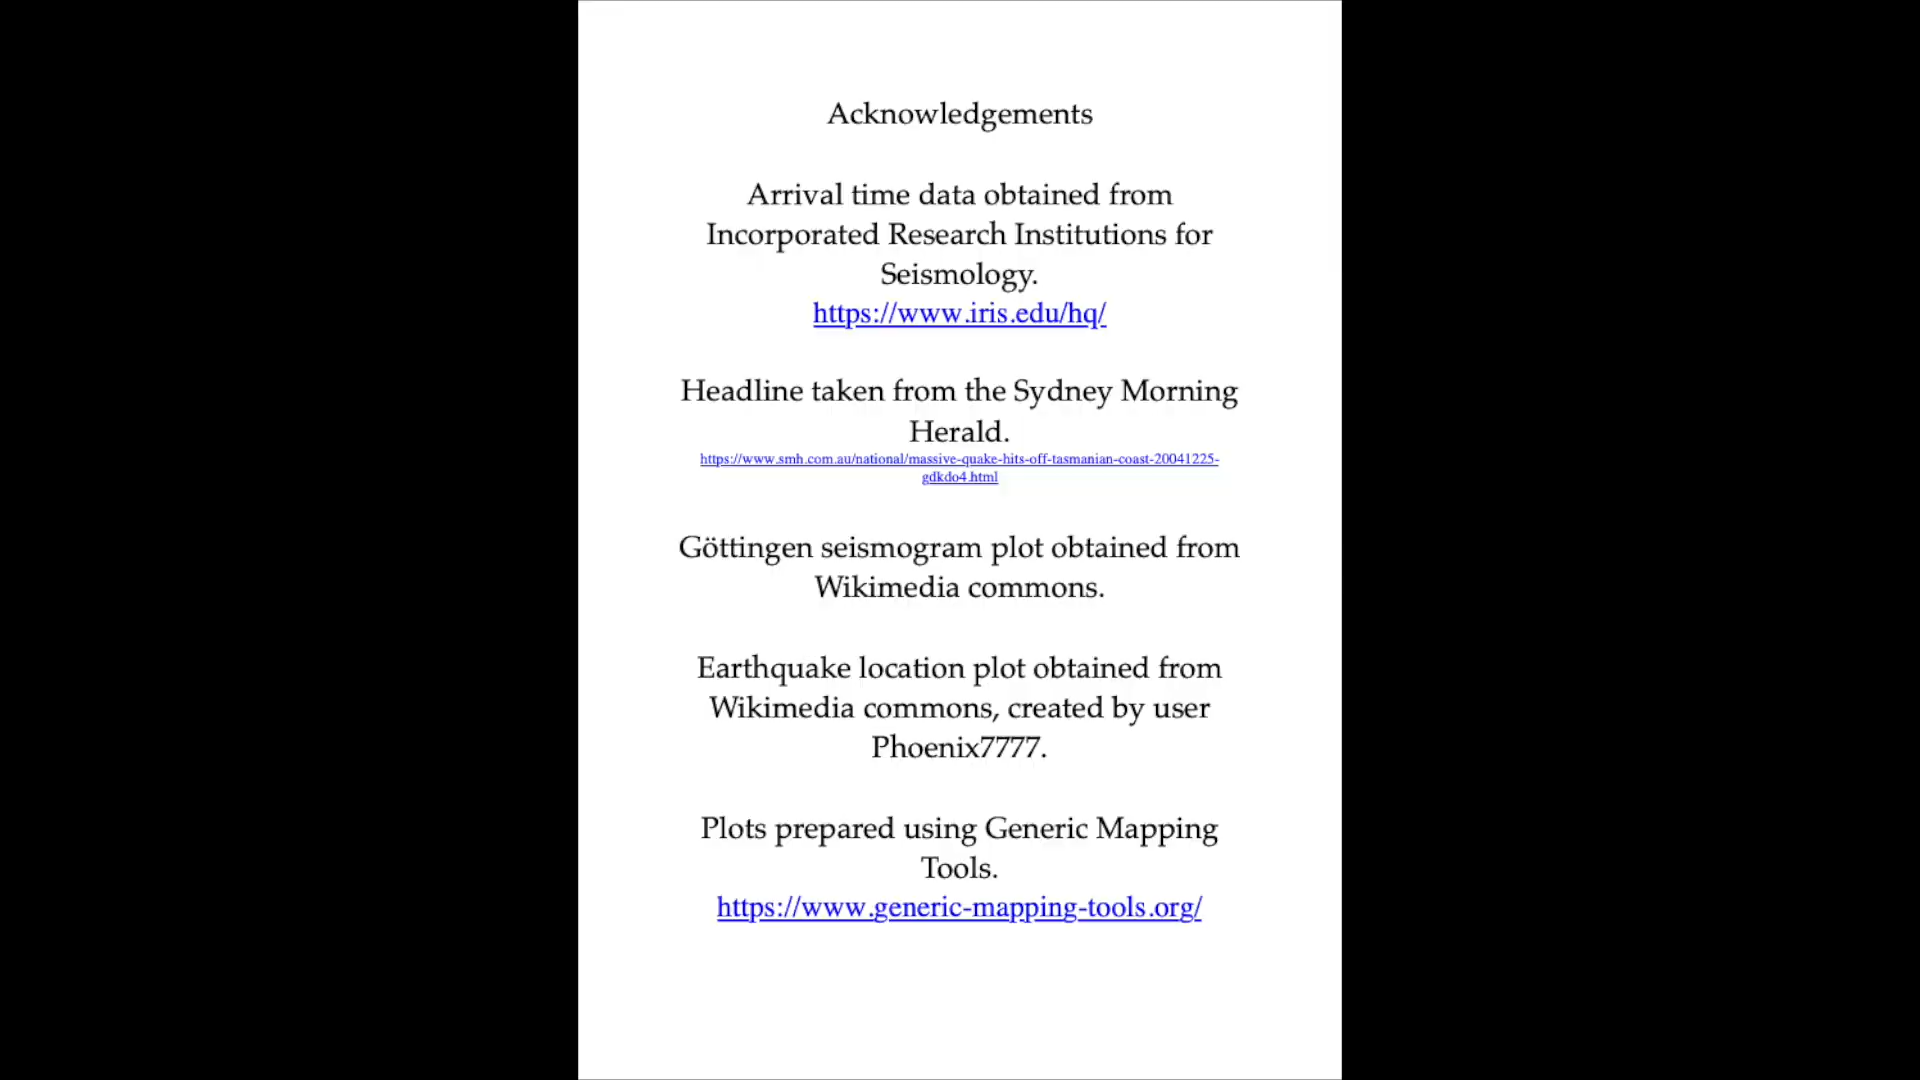 Acknowledgements
Arrival time data obtained from
Incorporated Research Institutions for
Seismology.
https://www.iris.edu/hq/
Headline taken from the Sydney Morning
Herald.
https://www.smh.com.au/national/massive-quake-hits-off-tasmanian-coast-20041225-
gdkdo4.html
Göttingen seismogram plot obtained from
Wikimedia commons.
Earthquake location plot obtained from
Wikimedia commons, created by user
Phoenix7777.
Plots prepared using Generic Mapping
Tools.
https://www.generic-mapping-tools.org/